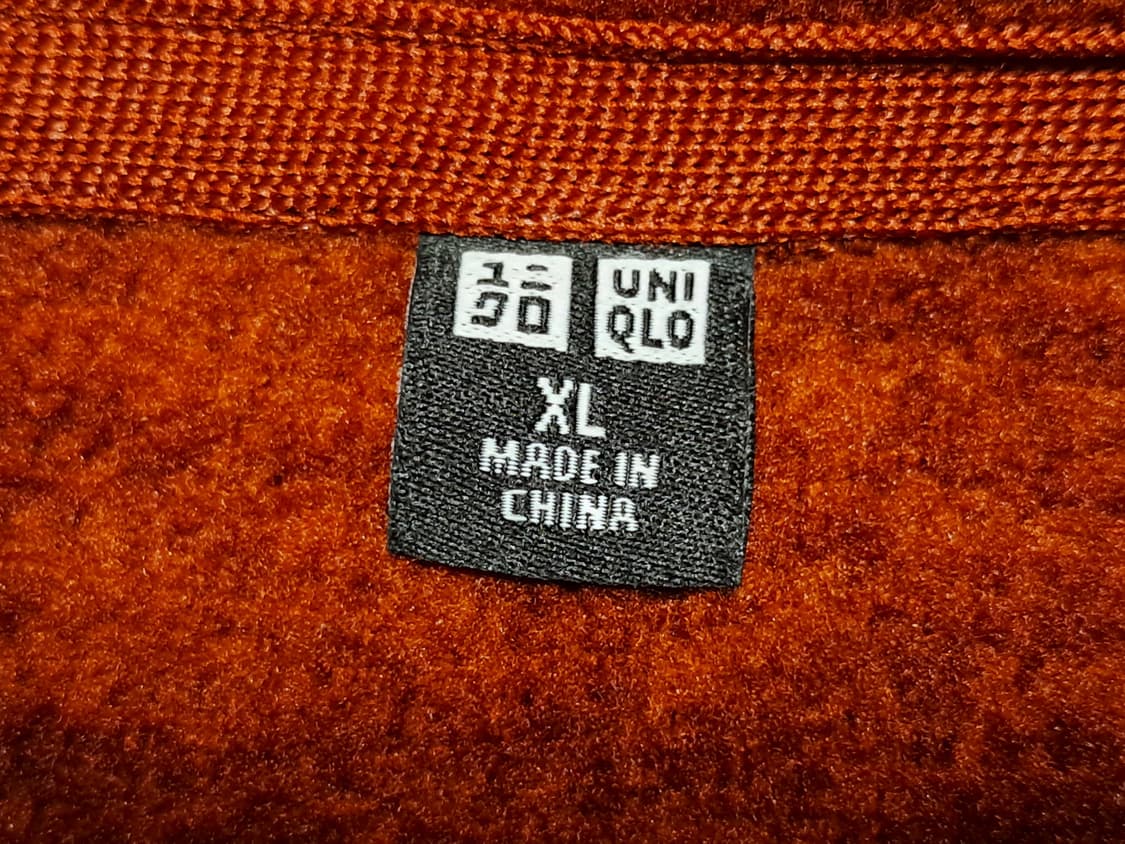 ユニ
クロ
UNI
QLO
XL
MADE IN
CHINA